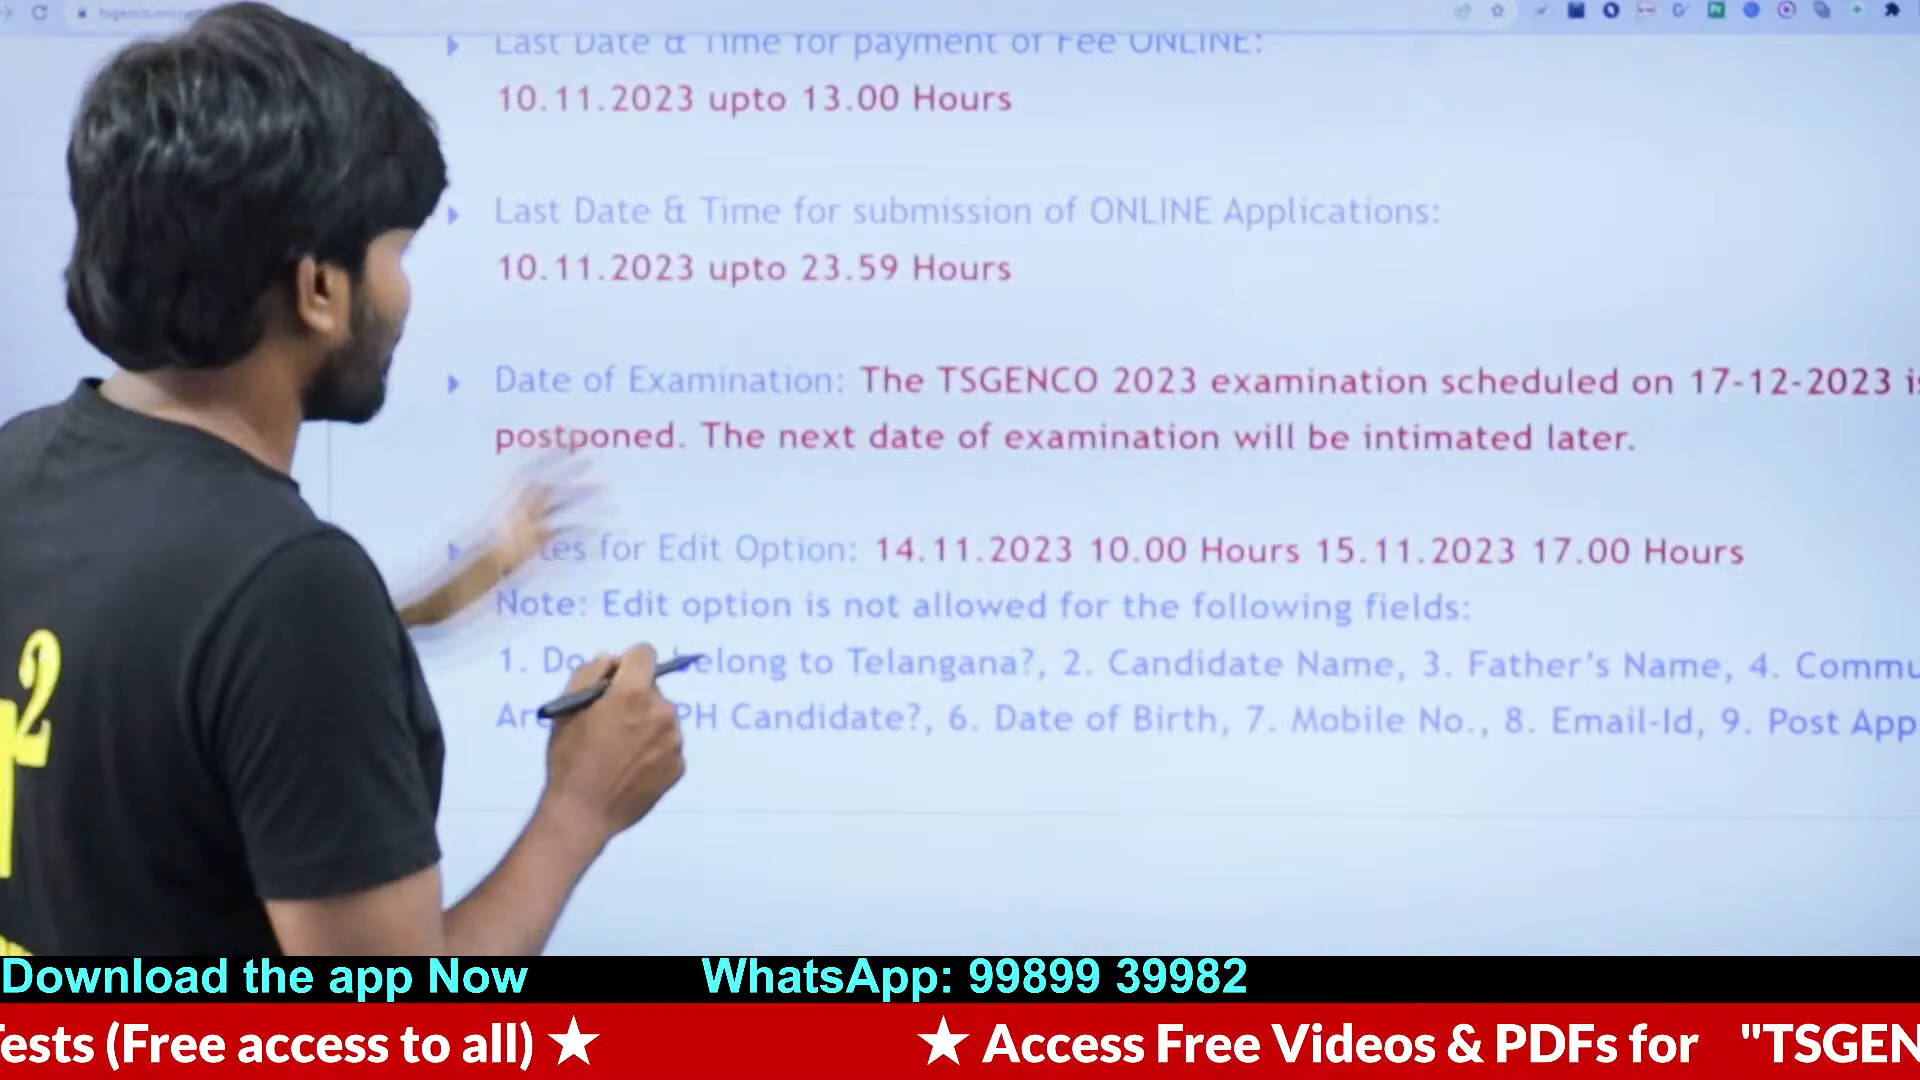 Last Date & Time for payment of Fee ONLINE:
10.11.2023 upto 13.00 Hours
Last Date & Time for submission of ONLINE Applications:
10.11.2023 upto 23.59 Hours
Date of Examination: The TSGENCO 2023 examination scheduled on 17-12-2023 is
postponed. The next date of examination will be intimated later.
for Edit Option: 14.11.2023 10.00 Hours 15.11.2023 17.00 Hours
Note: Edit option is not allowed for the following fields:
1. Do belong to Telangana?, 2. Candidate Name, 3. Father's Name, 4. Commu
PH Candidate?, 6. Date of Birth, 7. Mobile No., 8. Email-Id, 9. Post App
2
Download the app Now WhatsApp: 99899 39982
ests (Free access to all) ★ ★ Access Free Videos & PDFs for "TSGEN